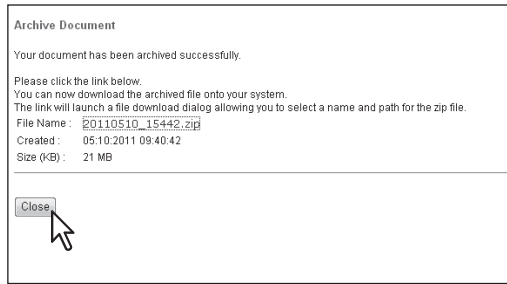 Archive Document
Your document has been archived successfully.
Please click the link below.
You can now download the archived file onto your system.
The link will launch a file download dialog allowing you to select a name and path for the zip file.
File Name : 20110510_15442.zip
Created : 05:10:2011 09:40:42
Size (KB) : 21 MB
Close